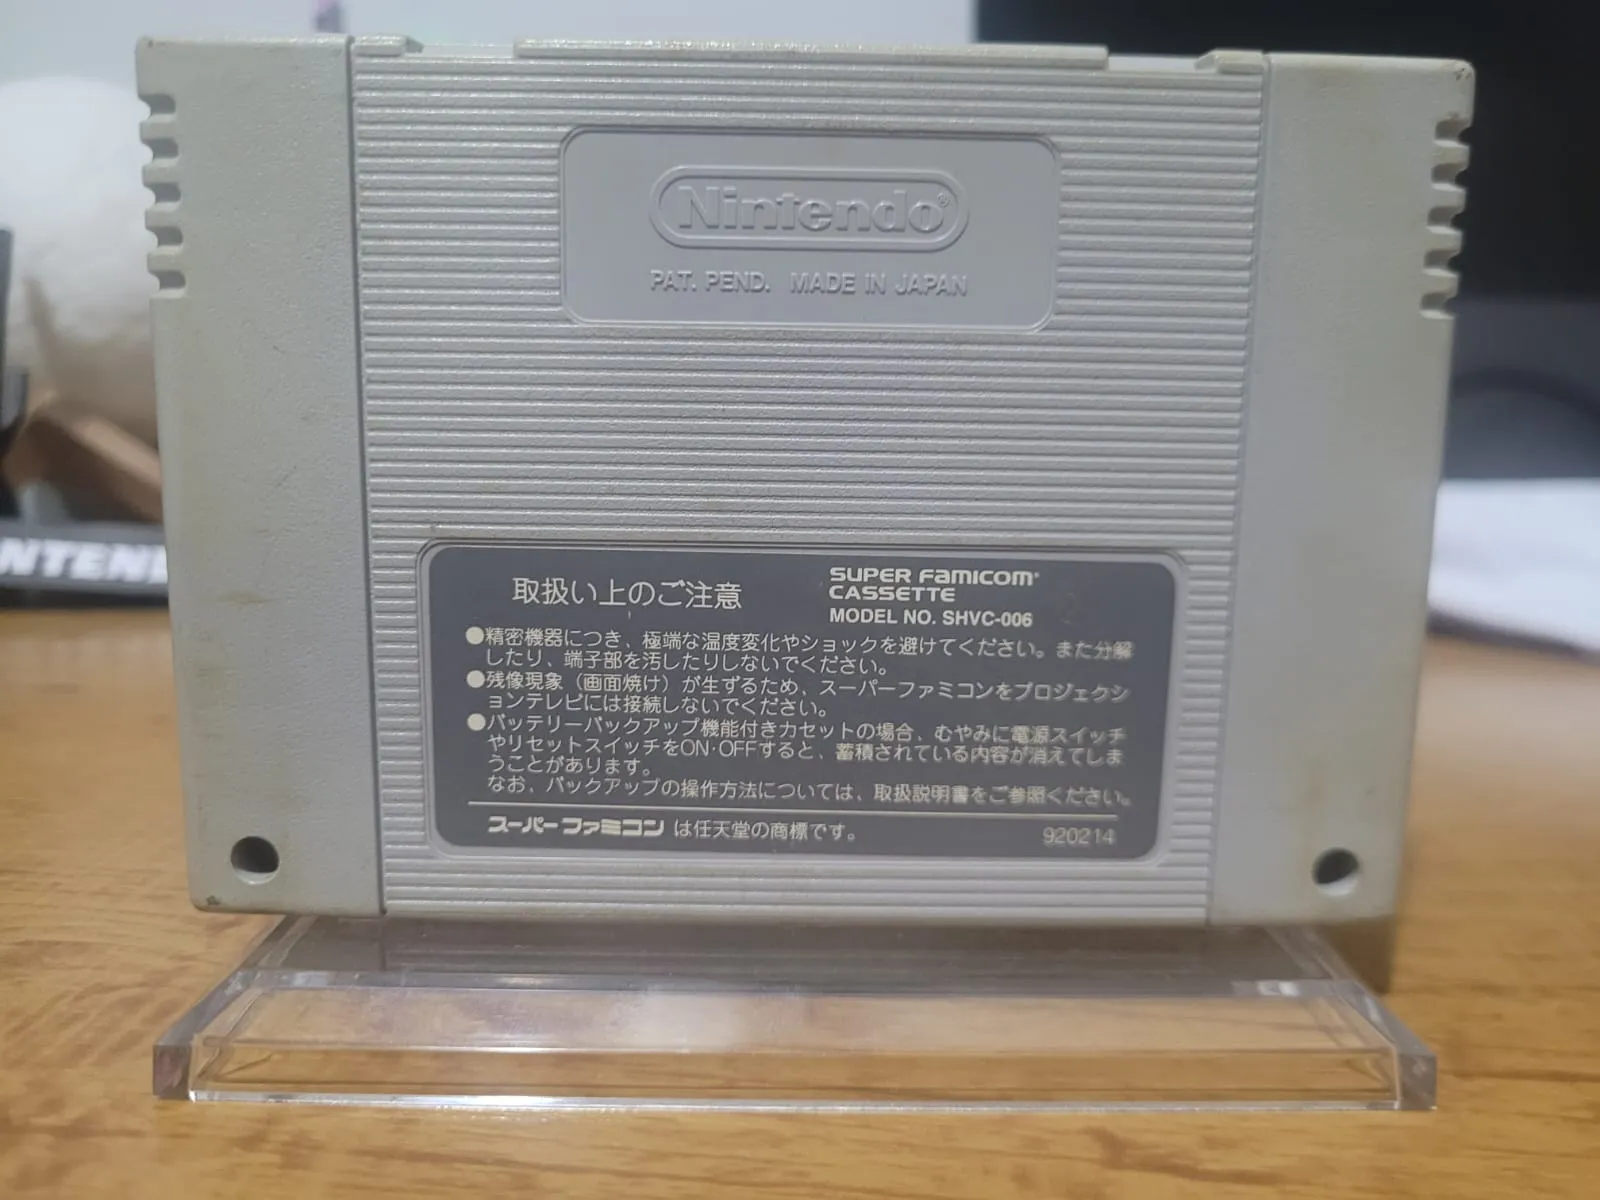 Nintendo®
PAT. PEND. MADE IN JAPAN
取扱い上のご注意
SUPER FAMICOM®
CASSETTE
MODEL NO. SHVC-006
●精密機器につき、極端な温度変化やショックを避けてください。また分解
したり、端子部を汚したりしないでください。
●残像現象（画面焼け）が生ずるため、スーパーファミコンをプロジェクシ
ョンテレビには接続しないでください。
●バッテリーバックアップ機能付きカセットの場合、むやみに電源スイッチ
やリセットスイッチをON·OFFすると、蓄積されている内容が消えてしま
うことがあります。
なお、バックアップの操作方法については、取扱説明書をご参照ください。
スーパーファミコン は任天堂の商標です。
920214